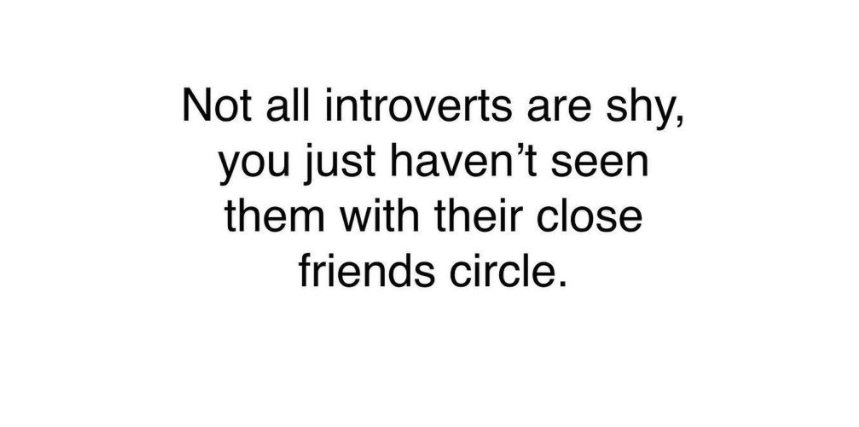 Not all introverts are shy,
you just haven’t seen
them with their close
friends circle.